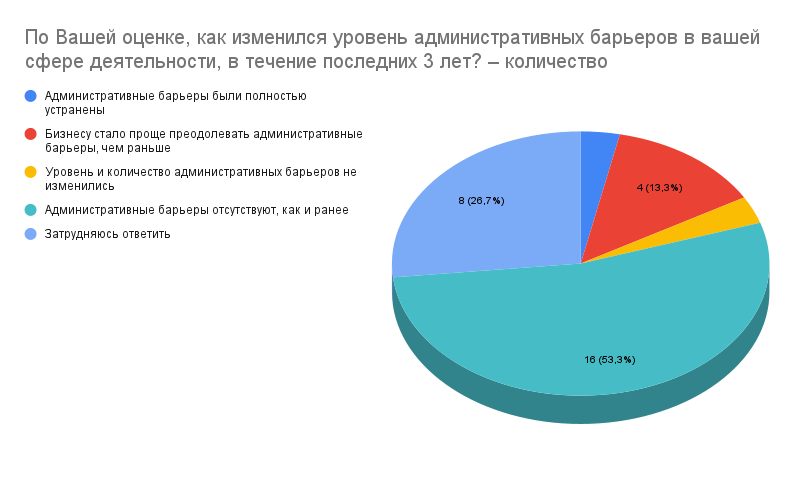 По Вашей оценке, как изменился уровень административных барьеров в вашей
сфере деятельности, в течение последних 3 лет? – количество
Административные барьеры были полностью
устранены
Бизнесу стало проще преодолевать административные
барьеры, чем раньше
Уровень и количество административных барьеров не
изменились
Административные барьеры отсутствуют, как и ранее
Затрудняюсь ответить
4 (13,3%)
8 (26,7%)
16 (53,3%)